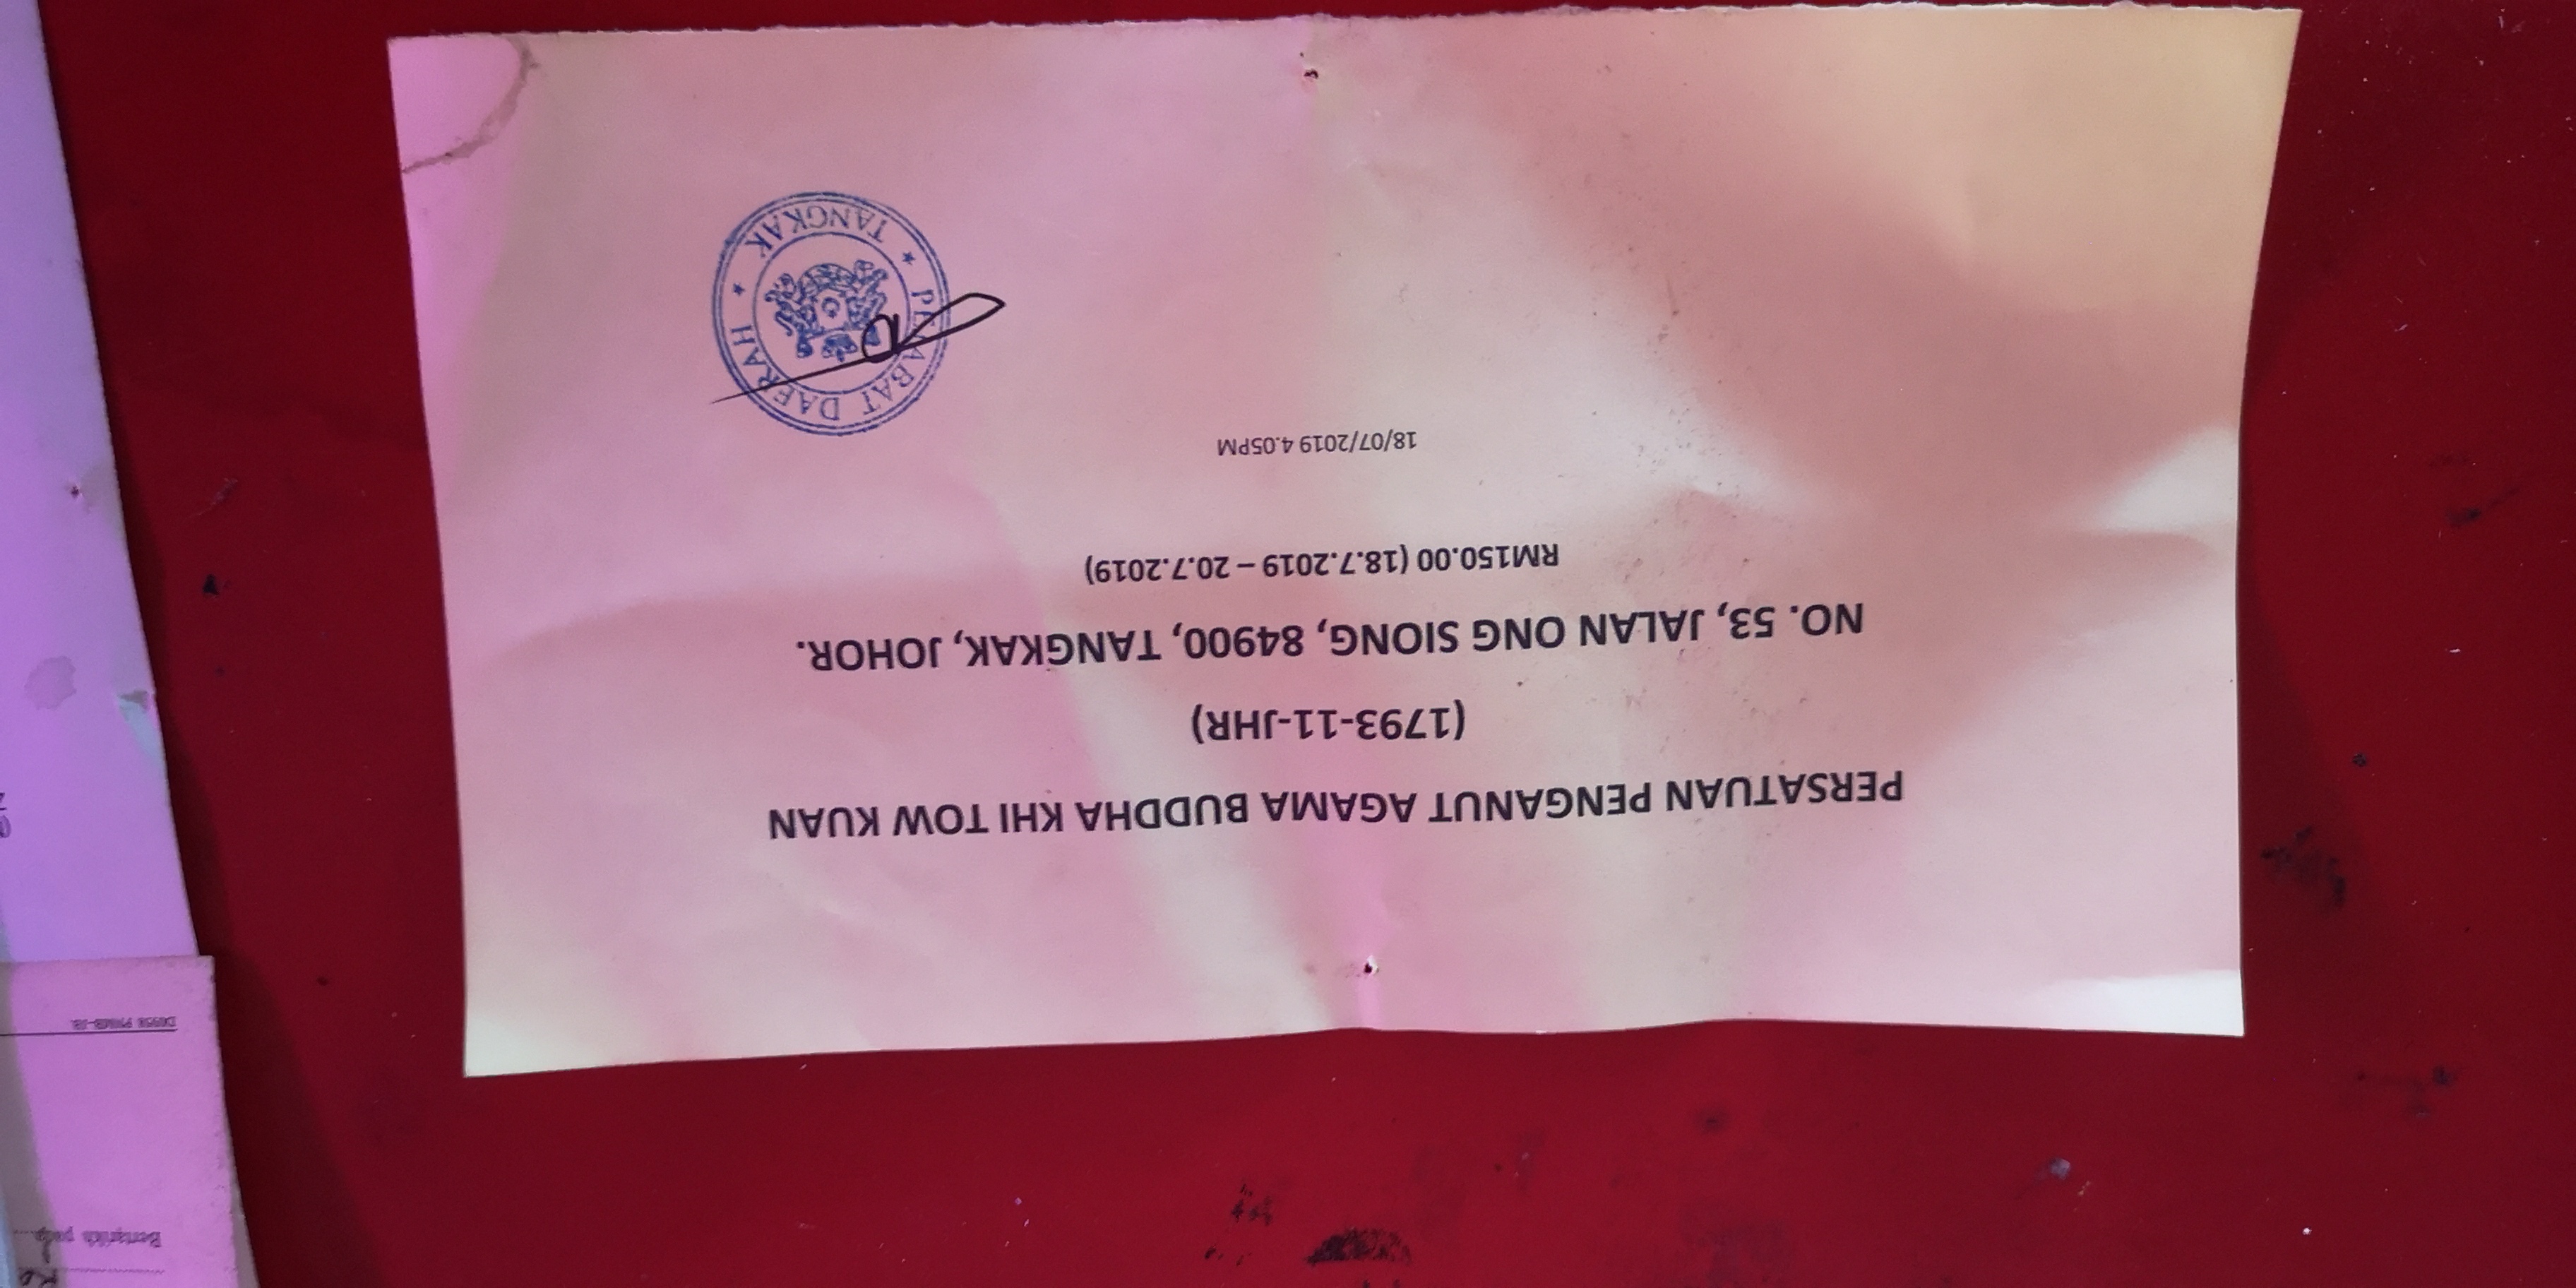 PERSATUAN PENGANUT AGAMA BUDDHA KHI TOW KUAN
(1793-11-JHR)
NO. 53, JALAN ONG SIONG, 84900, TANGKAK, JOHOR.
RM150.00 (18.7.2019 – 20.7.2019)
18/07/2019 4.05PM
PEJABAT DAERAH
★ TANGKAK ★
Bertarikh pada